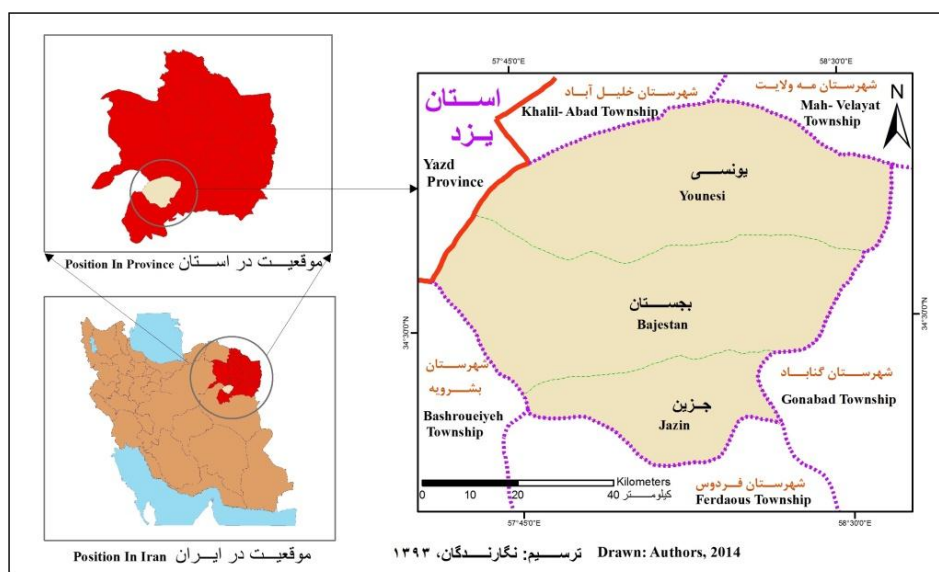 Position In Province موقعیت در استان
Position In Iran موقعیت در ایران
57°45'0"E
58°30'0"E
استان
یزد
Yazd
Province
شهرستان خلیل آباد
Khalil- Abad Township
شهرستان مه ولایت
Mah- Velayat
Township
N
یونسی
Younesi
بجستان
Bajestan
34°30'0"N
34°30'0"N
شهرستان
بشرویه
Bashroueiyeh
Township
شهرستان گناباد
Gonabad Township
جزین
Jazin
Kilometers
0 20 40 کیلومتر
شهرستان فردوس
Ferdaous Township
57°45'0"E
58°30'0"E
ترسیم: نگارندگان، ۱۳۹۳ Drawn: Authors, 2014